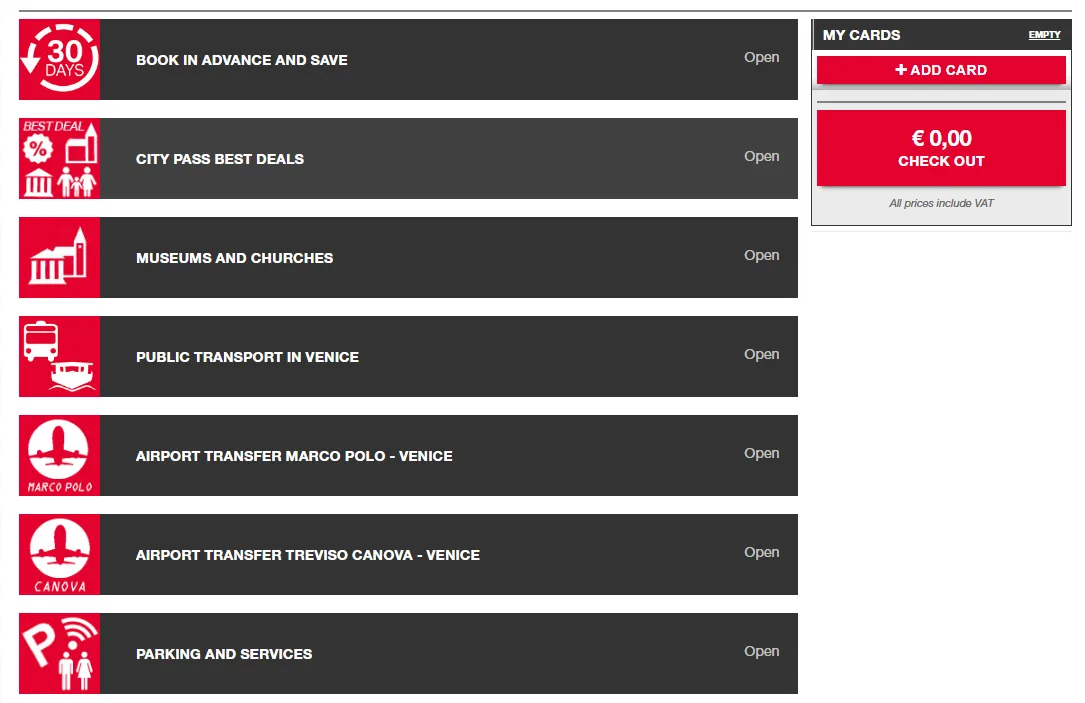 30
DAYS
BOOK IN ADVANCE AND SAVE
Open
BEST DEAL
%
CITY PASS BEST DEALS
Open
MUSEUMS AND CHURCHES
Open
PUBLIC TRANSPORT IN VENICE
Open
MARCO POLO
AIRPORT TRANSFER MARCO POLO - VENICE
Open
CANOVA
AIRPORT TRANSFER TREVISO CANOVA - VENICE
Open
P
PARKING AND SERVICES
Open
MY CARDS EMPTY
+ ADD CARD
€ 0,00
CHECK OUT
All prices include VAT